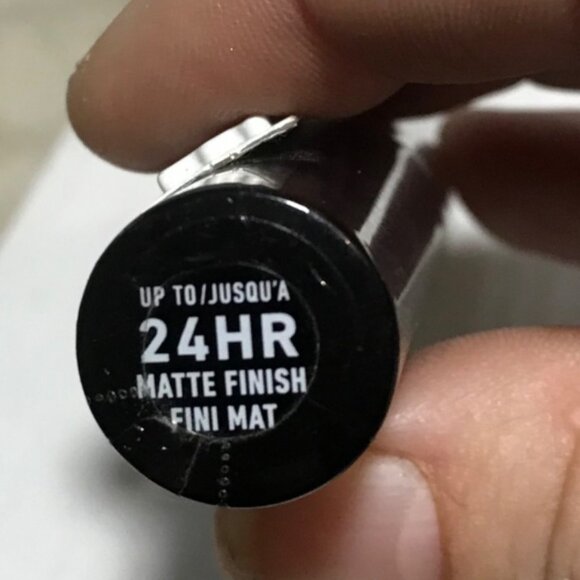 UP TO/JUSQU'A
24HR
MATTE FINISH
FINI MAT